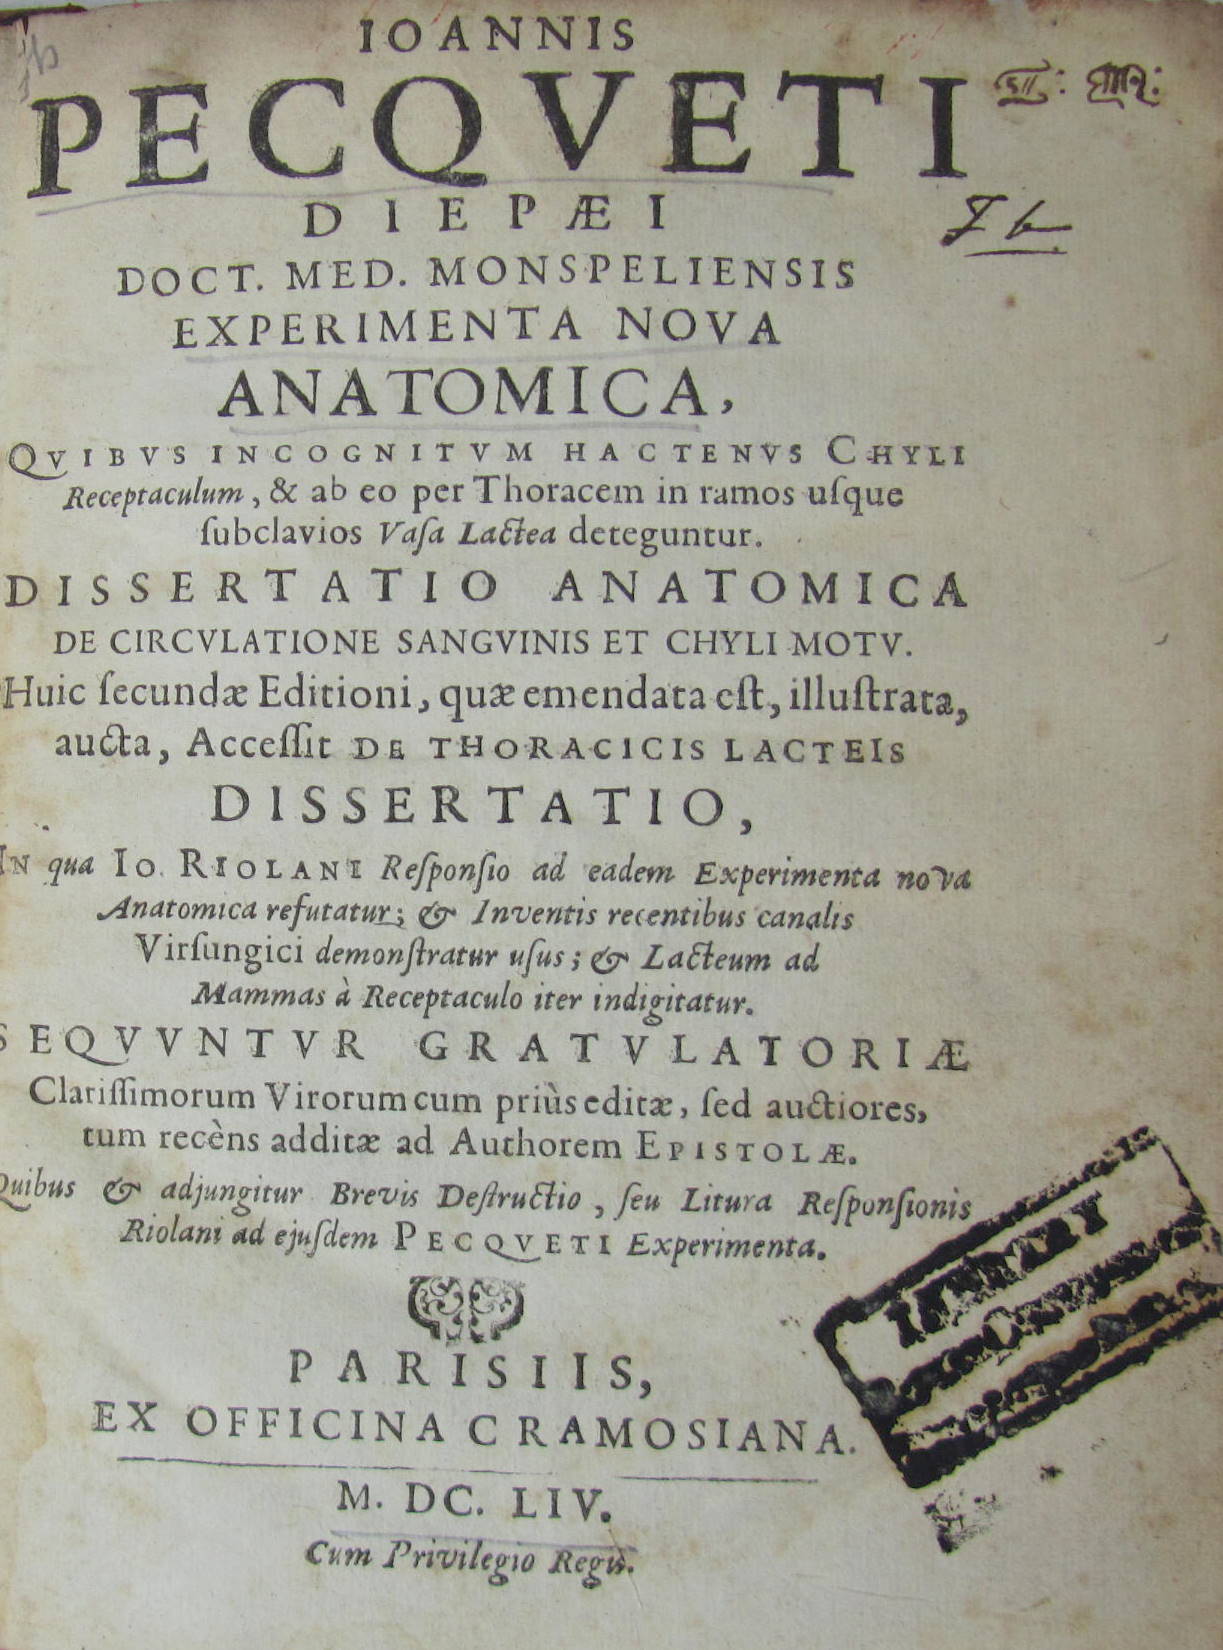 IOANNIS
PECQVETI
DIEPÆI
DOCT. MED. MONSPELIENSIS
EXPERIMENTA NOVA
ANATOMICA,
QVIBVS INCOGNITVM HACTENVS CHYLI
Receptaculum, & ab eo per Thoracem in ramos uſque
ſubclavios Vaſa Lactea deteguntur.
DISSERTATIO ANATOMICA
DE CIRCVLATIONE SANGVINIS ET CHYLI MOTV.
Huic ſecundæ Editioni, quæ emendata eſt, illuſtrata,
aucta, Acceſſit DE THORACICIS LACTEIS
DISSERTATIO,
IN qua IO. RIOLANI Reſponſio ad eadem Experimenta nova
Anatomica refutatur; & Inventis recentibus canalis
Virſungici demonſtratur uſus; & Lacteum ad
Mammas à Receptaculo iter indigitatur.
SEQVVNTVR GRATVLATORIÆ
Clariſſimorum Virorum cum priùs editæ, ſed auctiores,
tum recèns additæ ad Authorem EPISTOLÆ.
Quibus & adjungitur Brevis Deſtructio, ſeu Litura Reſponſionis
Riolani ad ejuſdem PECQVETI Experimenta.
PARISIIS,
EX OFFICINA CRAMOSIANA.
M. DC. LIV.
Cum Privilegio Regis.